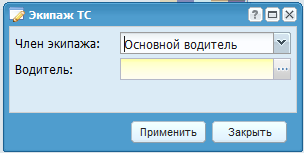 Экипаж ТС
Член экипажа: Основной водитель
Водитель:
Применить Закрыть